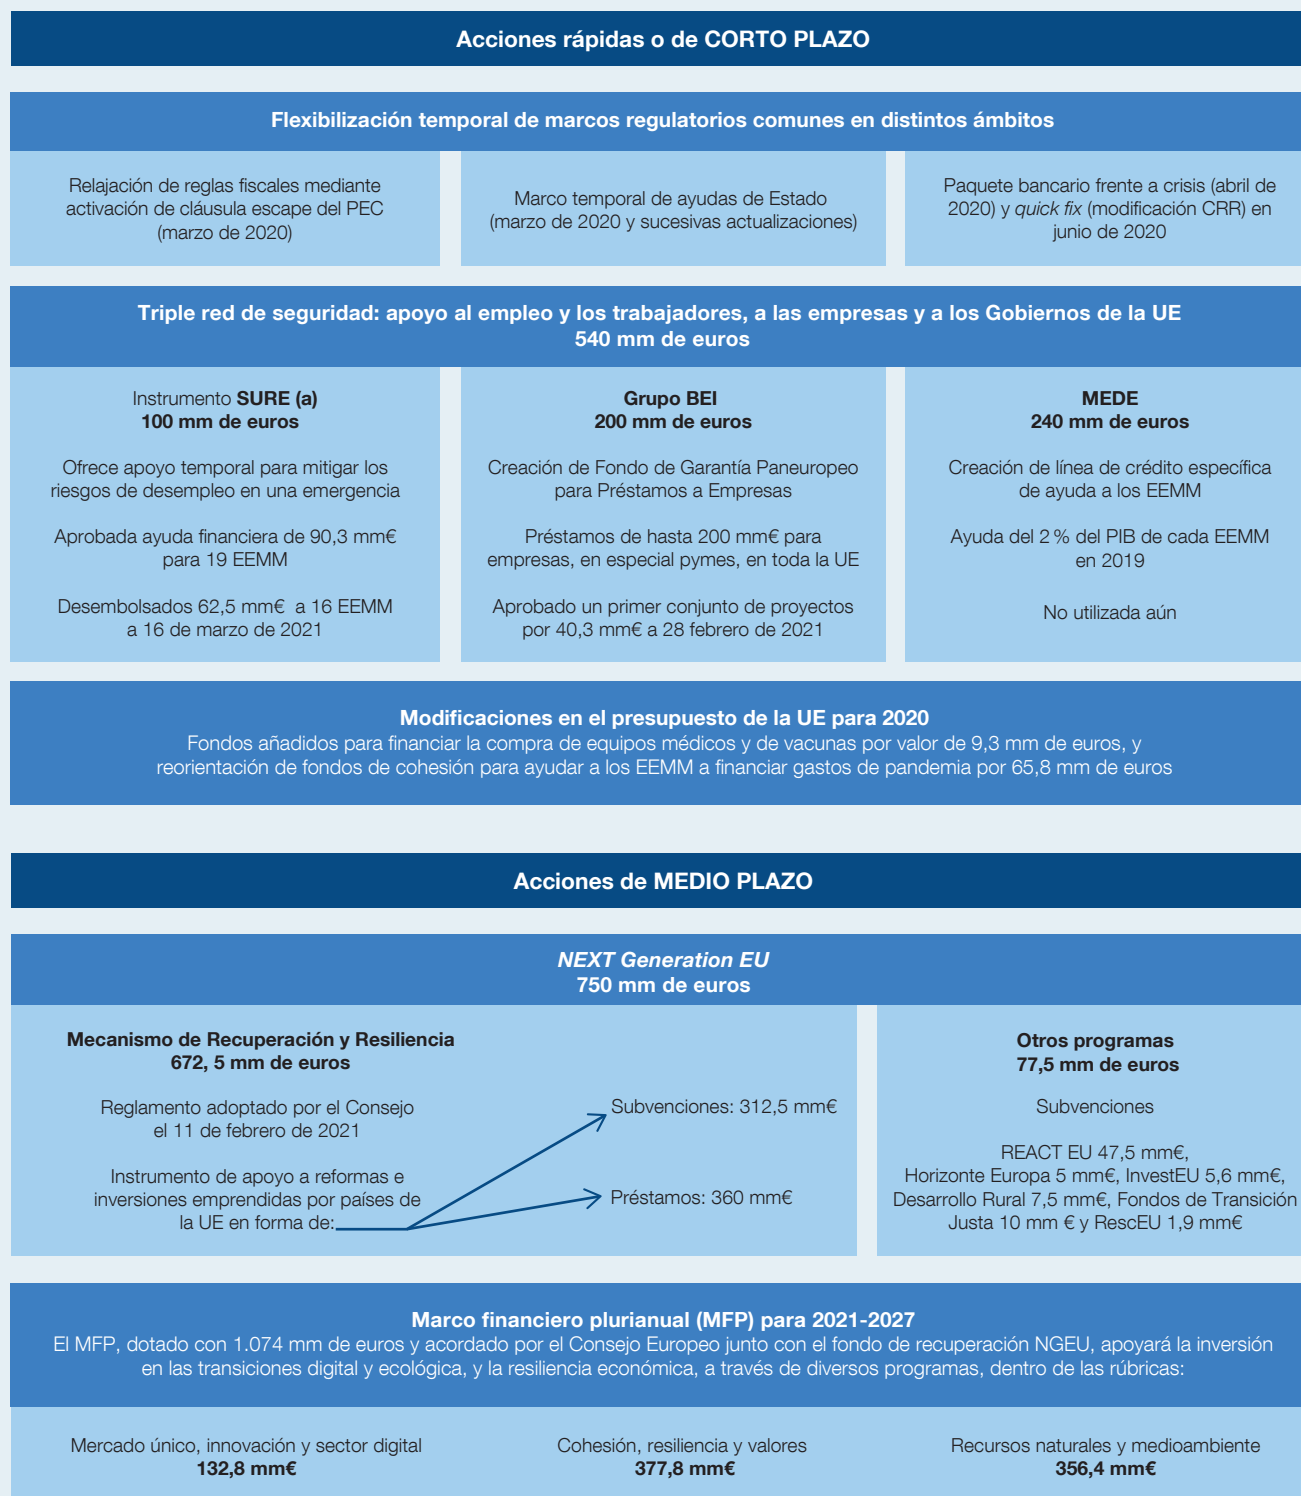 Acciones rápidas o de CORTO PLAZO
Flexibilización temporal de marcos regulatorios comunes en distintos ámbitos
Relajación de reglas fiscales mediante
activación de cláusula escape del PEC
(marzo de 2020)
Marco temporal de ayudas de Estado
(marzo de 2020 y sucesivas actualizaciones)
Paquete bancario frente a crisis (abril de
2020) y quick fix (modificación CRR) en
junio de 2020
Triple red de seguridad: apoyo al empleo y los trabajadores, a las empresas y a los Gobiernos de la UE
540 mm de euros
Instrumento SURE (a)
100 mm de euros
Ofrece apoyo temporal para mitigar los
riesgos de desempleo en una emergencia
Aprobada ayuda financiera de 90,3 mm€
para 19 EEMM
Desembolsados 62,5 mm€ a 16 EEMM
a 16 de marzo de 2021
Grupo BEI
200 mm de euros
Creación de Fondo de Garantía Paneuropeo
para Préstamos a Empresas
Préstamos de hasta 200 mm€ para
empresas, en especial pymes, en toda la UE
Aprobado un primer conjunto de proyectos
por 40,3 mm€ a 28 febrero de 2021
MEDE
240 mm de euros
Creación de línea de crédito específica
de ayuda a los EEMM
Ayuda del 2 % del PIB de cada EEMM
en 2019
No utilizada aún
Modificaciones en el presupuesto de la UE para 2020
Fondos añadidos para financiar la compra de equipos médicos y de vacunas por valor de 9,3 mm de euros, y
reorientación de fondos de cohesión para ayudar a los EEMM a financiar gastos de pandemia por 65,8 mm de euros
Acciones de MEDIO PLAZO
NEXT Generation EU
750 mm de euros
Mecanismo de Recuperación y Resiliencia
672, 5 mm de euros
Reglamento adoptado por el Consejo
el 11 de febrero de 2021
Instrumento de apoyo a reformas e
inversiones emprendidas por países de
la UE en forma de:
Subvenciones: 312,5 mm€
Préstamos: 360 mm€
Otros programas
77,5 mm de euros
Subvenciones
REACT EU 47,5 mm€,
Horizonte Europa 5 mm€, InvestEU 5,6 mm€,
Desarrollo Rural 7,5 mm€, Fondos de Transición
Justa 10 mm € y RescEU 1,9 mm€
Marco financiero plurianual (MFP) para 2021-2027
El MFP, dotado con 1.074 mm de euros y acordado por el Consejo Europeo junto con el fondo de recuperación NGEU, apoyará la inversión
en las transiciones digital y ecológica, y la resiliencia económica, a través de diversos programas, dentro de las rúbricas:
Mercado único, innovación y sector digital
132,8 mm€
Cohesión, resiliencia y valores
377,8 mm€
Recursos naturales y medioambiente
356,4 mm€